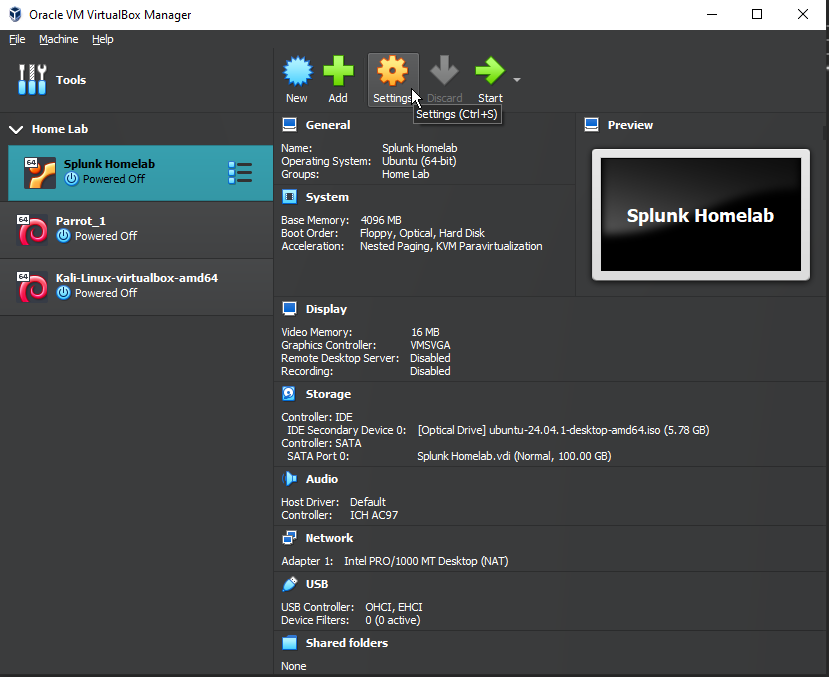 Oracle VM VirtualBox Manager
File Machine Help
Tools
New Add Settings Discard Start
Settings (Ctrl+S)
Home Lab
64
Splunk Homelab
Powered Off
64
Parrot_1
Powered Off
64
Kali-Linux-virtualbox-amd64
Powered Off
General
Name: Splunk Homelab
Operating System: Ubuntu (64-bit)
Groups: Home Lab
Preview
Splunk Homelab
System
Base Memory: 4096 MB
Boot Order: Floppy, Optical, Hard Disk
Acceleration: Nested Paging, KVM Paravirtualization
Display
Video Memory: 16 MB
Graphics Controller: VMSVGA
Remote Desktop Server: Disabled
Recording: Disabled
Storage
Controller: IDE
IDE Secondary Device 0: [Optical Drive] ubuntu-24.04.1-desktop-amd64.iso (5.78 GB)
Controller: SATA
SATA Port 0: Splunk Homelab.vdi (Normal, 100.00 GB)
Audio
Host Driver: Default
Controller: ICH AC97
Network
Adapter 1: Intel PRO/1000 MT Desktop (NAT)
USB
USB Controller: OHCI, EHCI
Device Filters: 0 (0 active)
Shared folders
None